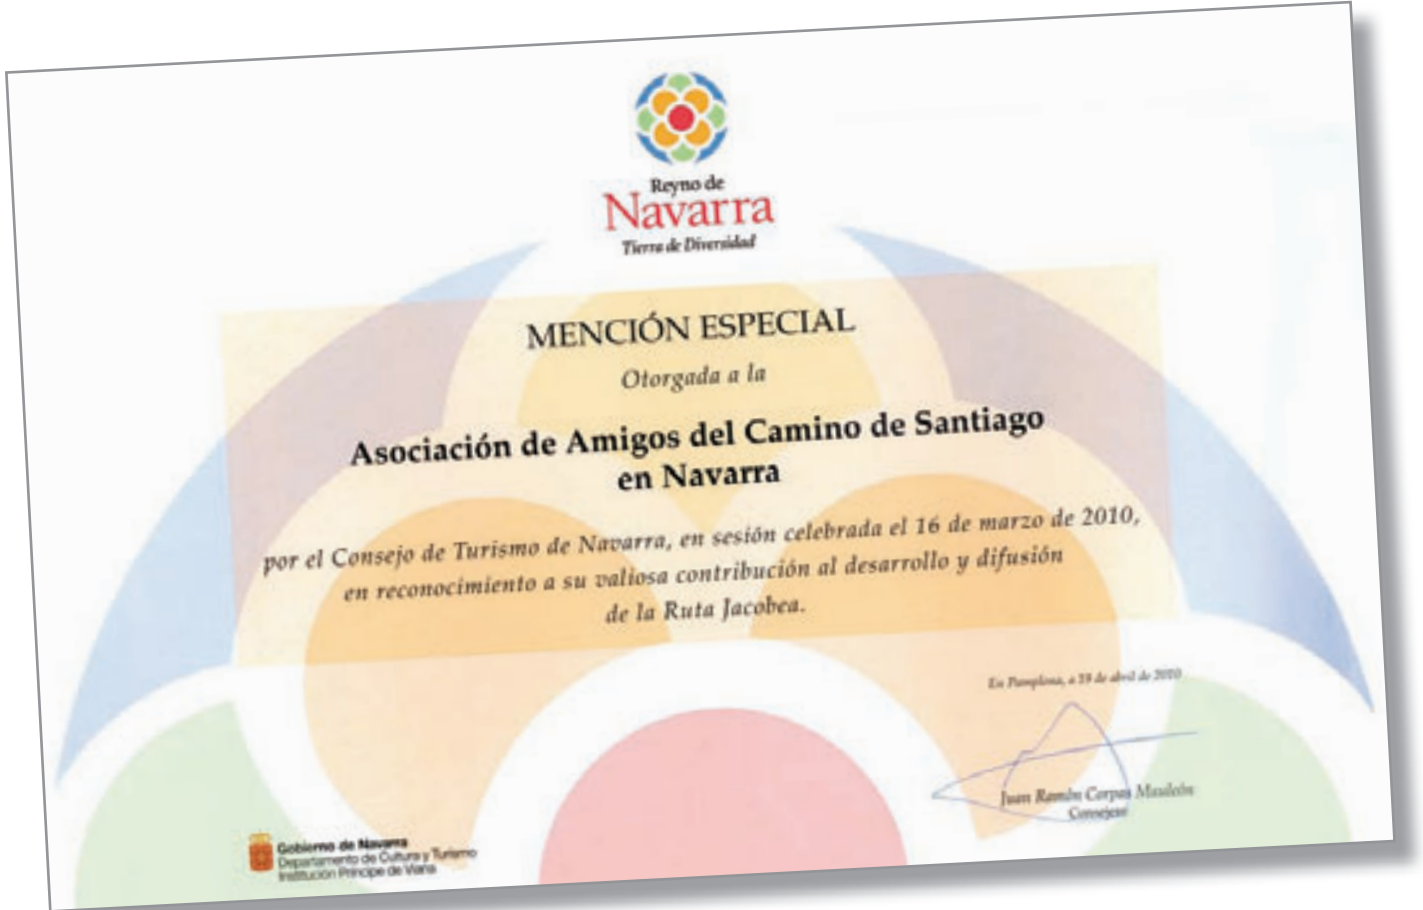 Reyno de
Navarra
Tierra de Diversidad
MENCIÓN ESPECIAL
Otorgada a la
Asociación de Amigos del Camino de Santiago
en Navarra
por el Consejo de Turismo de Navarra, en sesión celebrada el 16 de marzo de 2010,
en reconocimiento a su valiosa contribución al desarrollo y difusión
de la Ruta Jacobea.
En Pamplona, a 19 de abril de 2010
Juan Ramón Corpas Mauleón
Consejero
Gobierno de Navarra
Departamento de Cultura y Turismo
Institución Príncipe de Viana